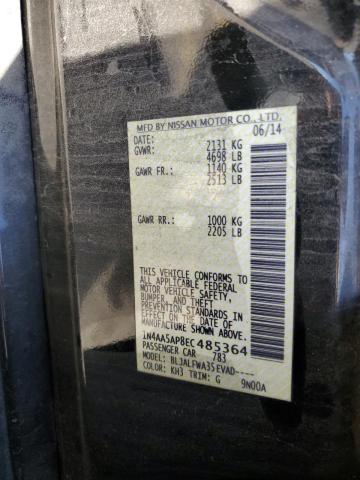 MFD BY NISSAN MOTOR CO., LTD.
DATE: 06/14
GVWR: 2131 KG
4698 LB
GAWR FR: 1140 KG
2513 LB
GAWR RR: 1000 KG
2205 LB
THIS VEHICLE CONFORMS TO
ALL APPLICABLE FEDERAL
MOTOR VEHICLE SAFETY,
BUMPER, AND THEFT
PREVENTION STANDARDS
IN EFFECT ON THE DATE OF
MANUFACTURE SHOWN ABOVE.
1N4AA5AP8EC485364
PASSENGER CAR 783
MODEL: BLJALFWA35EVAD----
COLOR: KH3 TRIM: G 9N00A